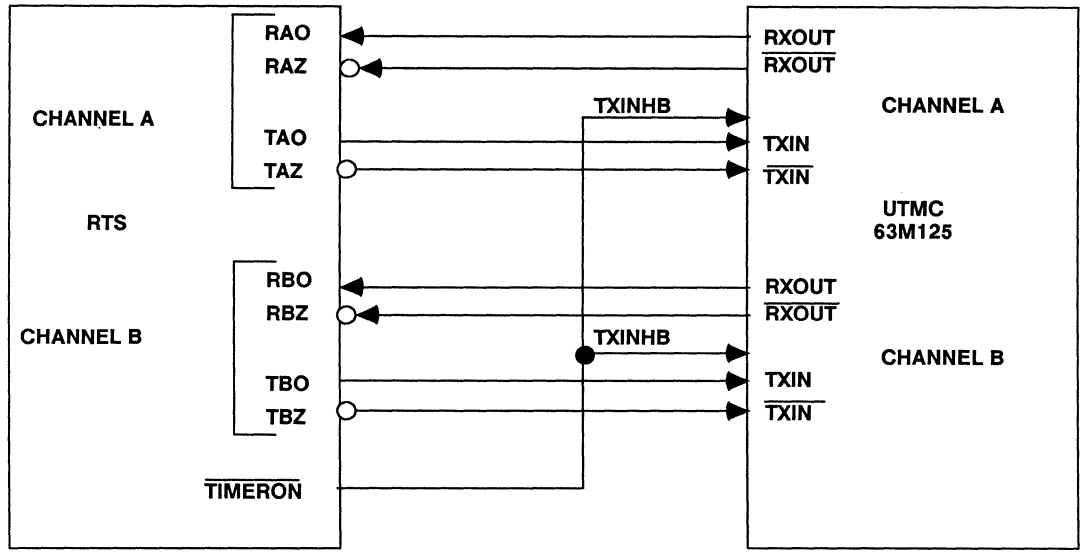 RAO
RAZ
CHANNEL A
TAO
TAZ
RTS
RBO
RBZ
CHANNEL B
TBO
TBZ
TIMERON
TXINHB
TXINHB
RXOUT
RXOUT
CHANNEL A
TXIN
TXIN
UTMC
63M125
RXOUT
RXOUT
CHANNEL B
TXIN
TXIN